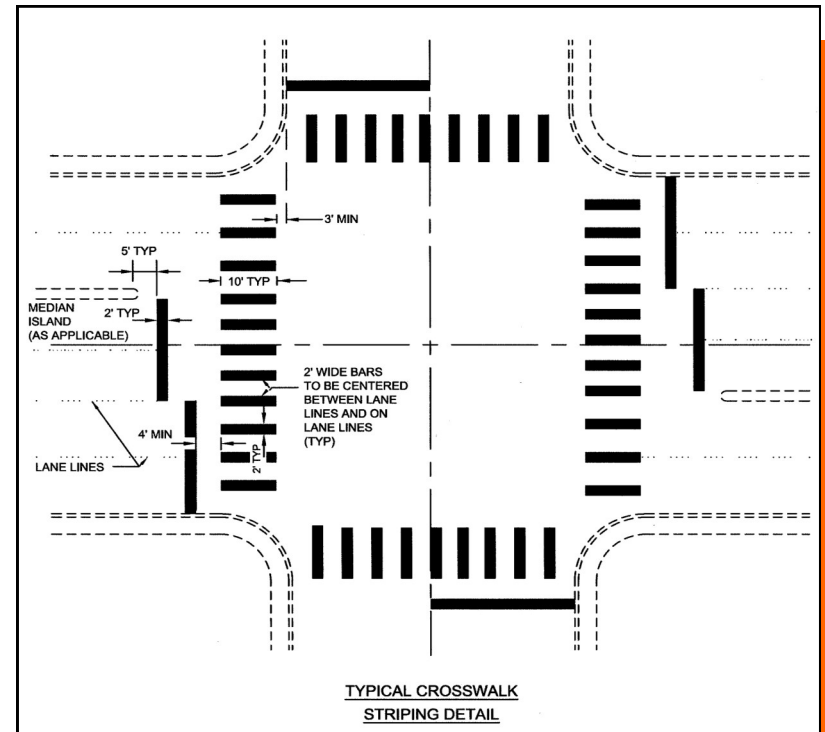 3' MIN
5' TYP
10' TYP
MEDIAN
ISLAND
(AS APPLICABLE)
2' TYP
2' WIDE BARS
TO BE CENTERED
BETWEEN LANE
LINES AND ON
LANE LINES
(TYP)
4' MIN
2' TYP
LANE LINES
TYPICAL CROSSWALK
STRIPING DETAIL